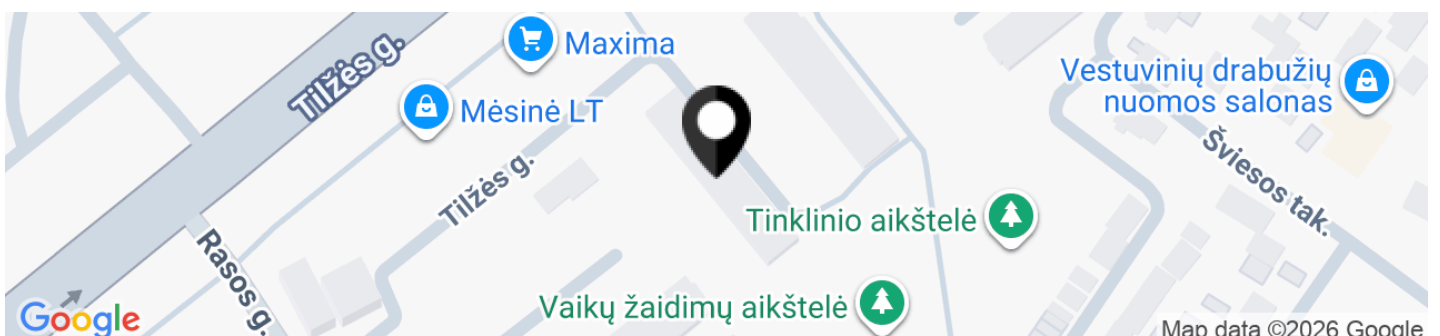 Tilžės g.
Maxima
Mėsinė LT
Vestuvinių drabužių
nuomos salonas
Tilžės g.
Šviesos tak.
Tinklinio aikštelė
Rasos g.
Vaikų žaidimų aikštelė
Google
Map data ©2026 Google